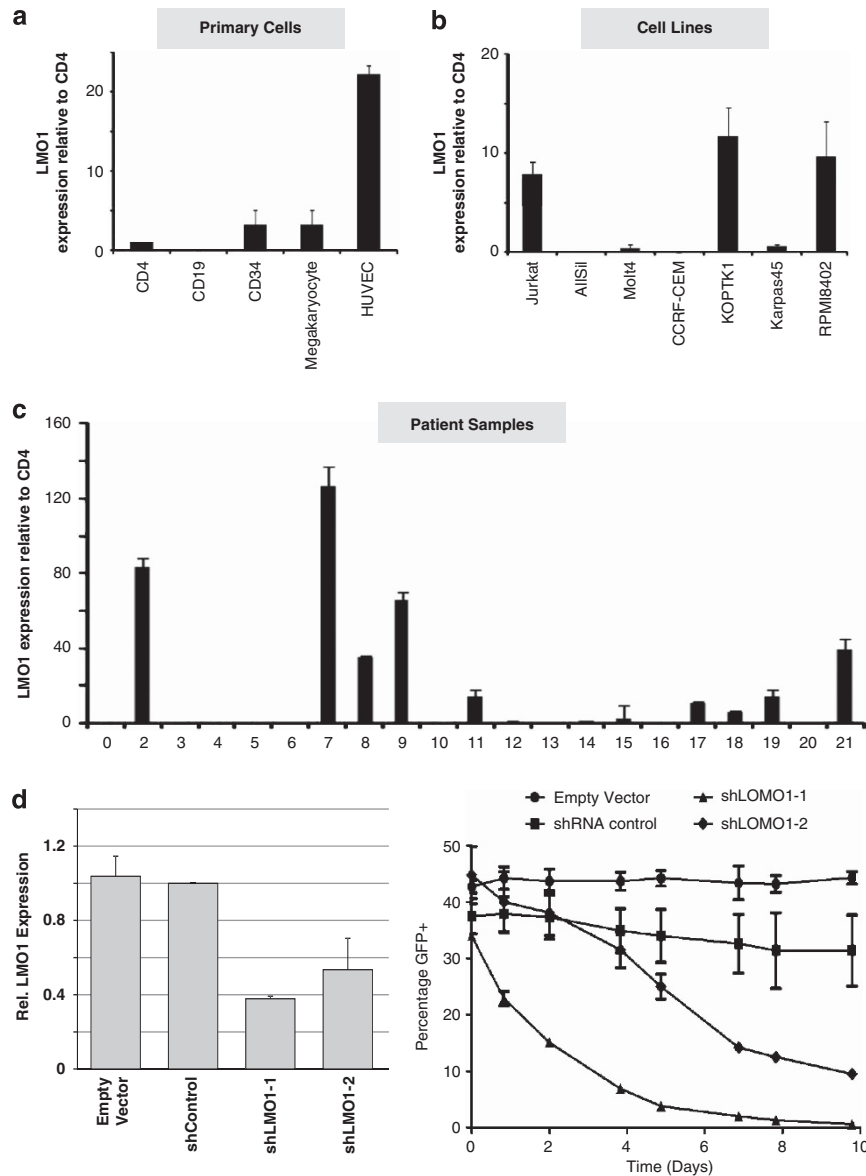 a
Primary Cells
LMO1
expression relative to CD4
20
10
0
CD4
CD19
CD34
Megakaryocyte
HUVEC
b
Cell Lines
LMO1
expression relative to CD4
20
10
0
Jurkat
AllSil
Molt4
CCRF-CEM
KOPTK1
Karpas45
RPMI8402
c
Patient Samples
LMO1 expression relative to CD4
160
120
80
40
0
0 2 3 4 5 6 7 8 9 10 11 12 13 14 15 16 17 18 19 20 21
d
Rel. LMO1 Expression
1.2
1.0
0.4
0
Empty Vector
shControl
shLMO1-1
shLMO1-2
Empty Vector
shRNA control
shLOMO1-1
shLOMO1-2
Percentage GFP+
50
40
30
20
10
0
0 2 4 6 8 10
Time (Days)